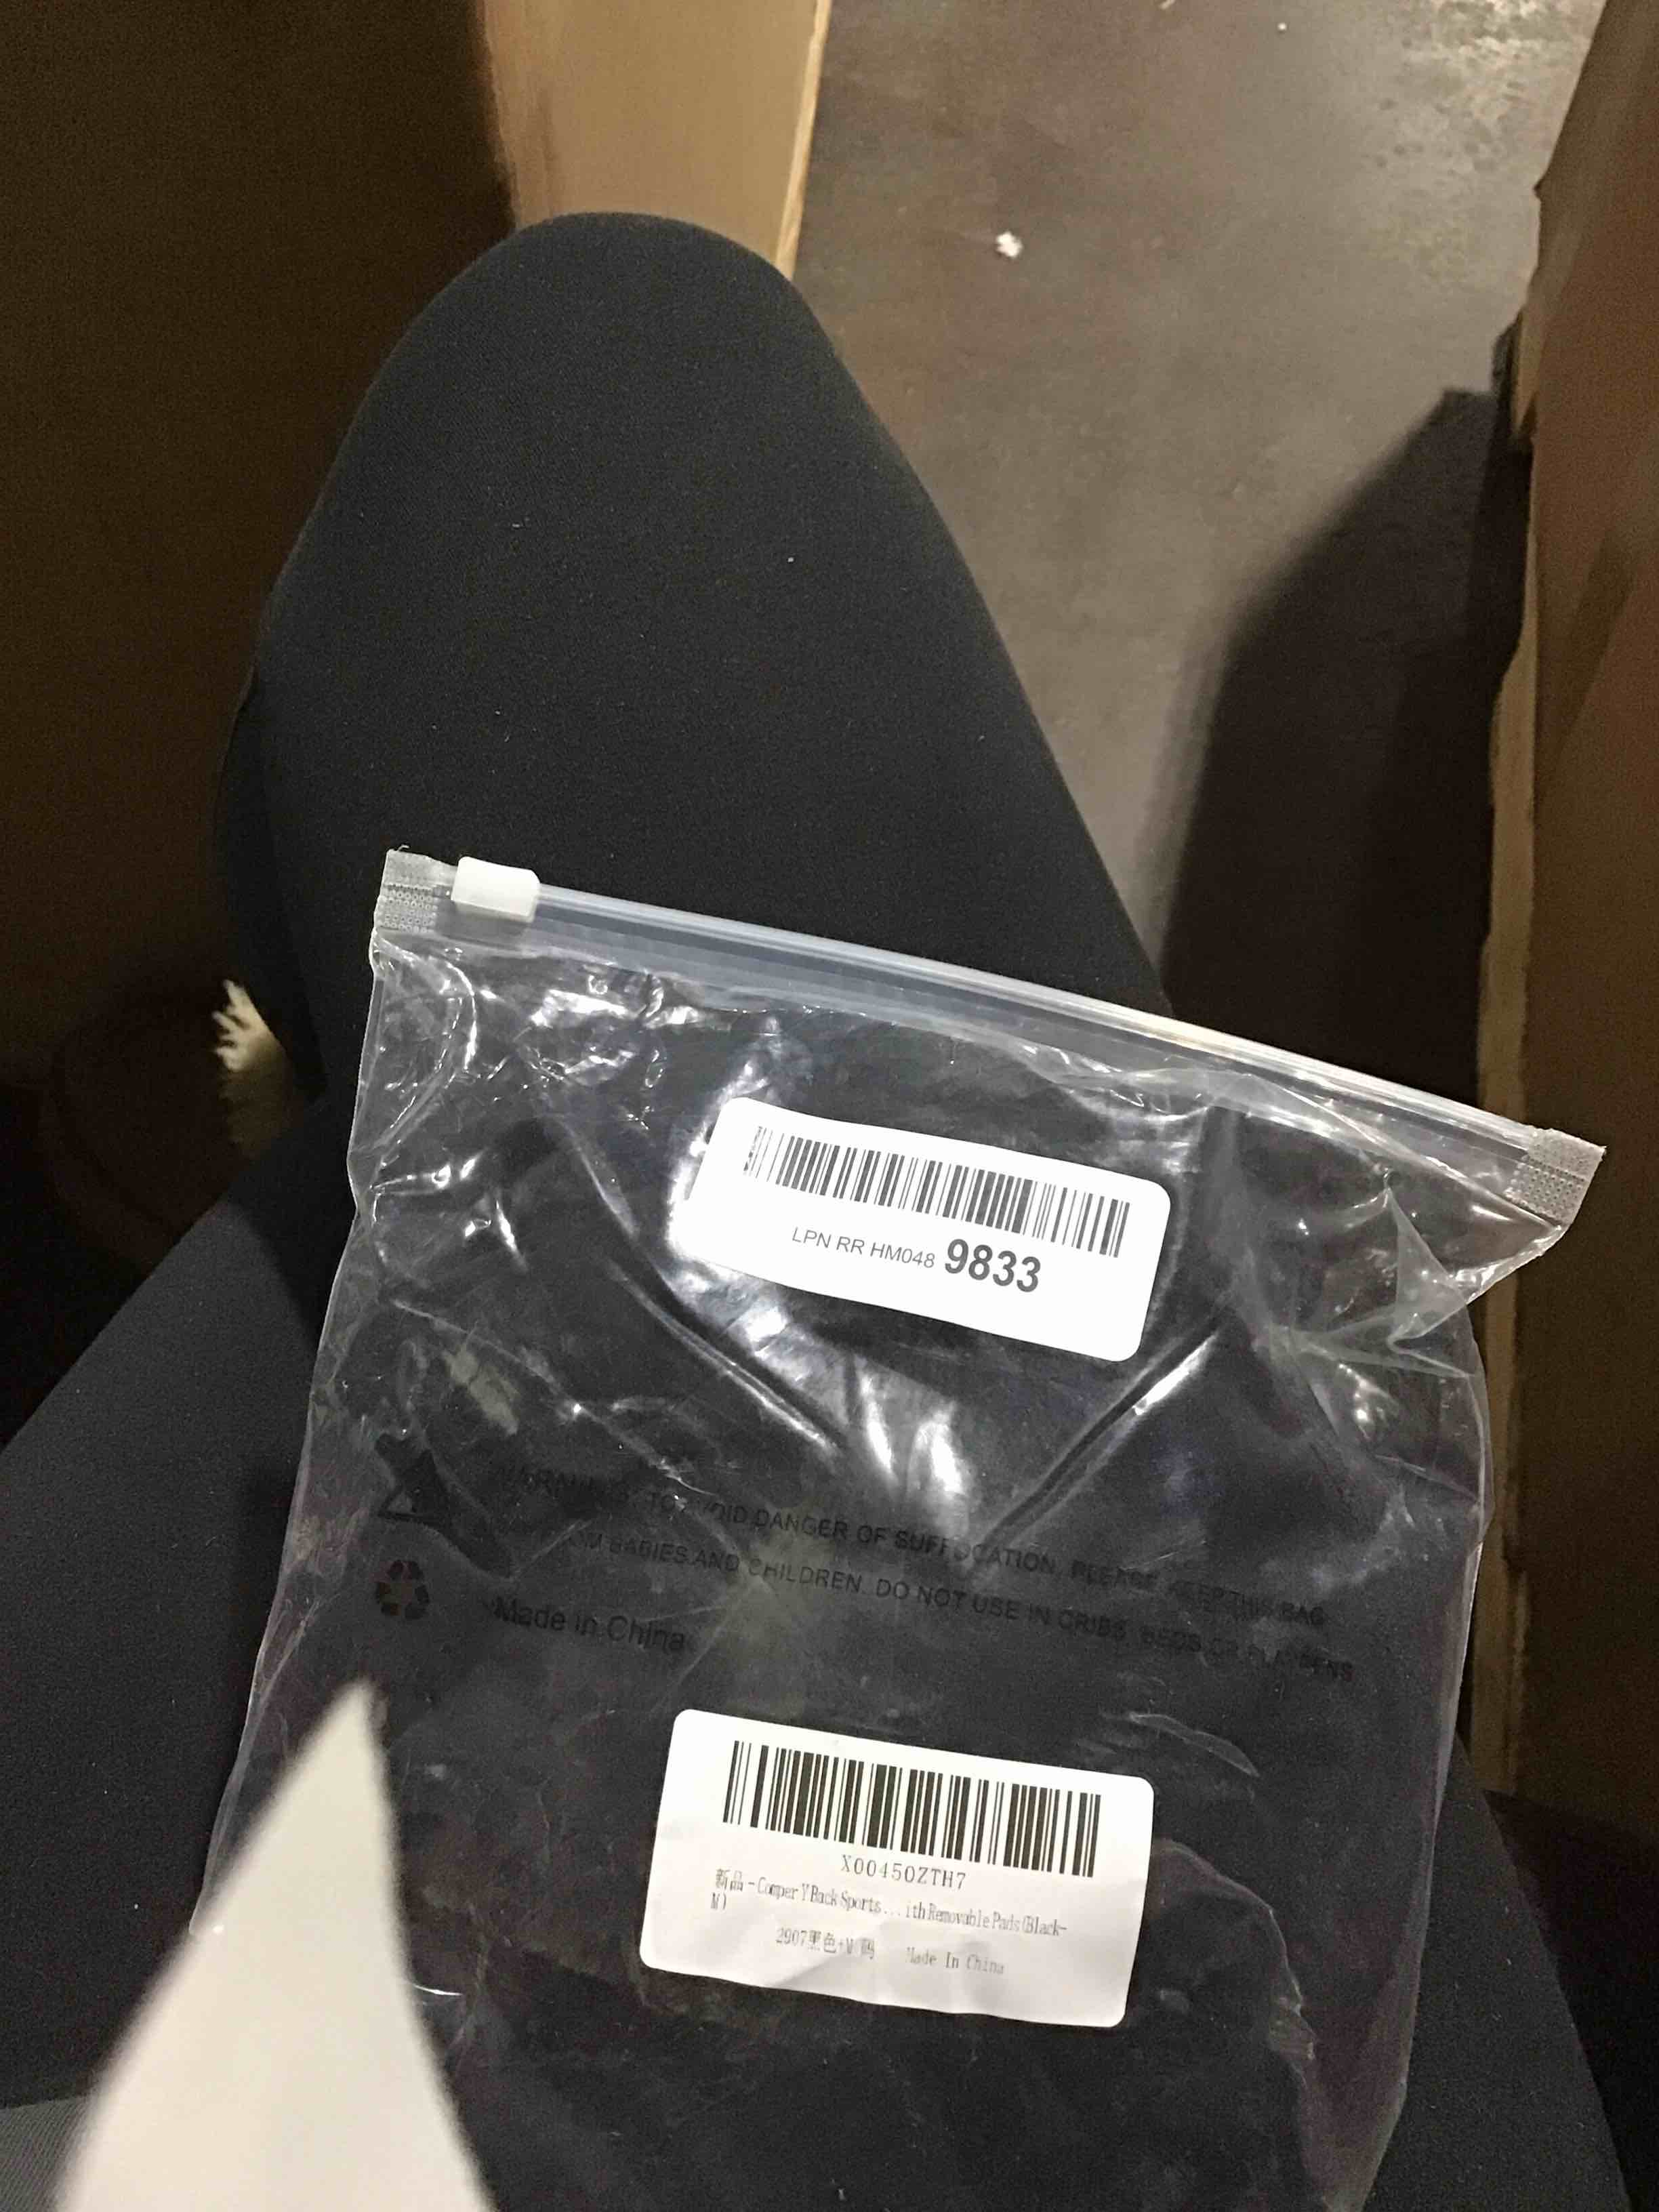 LPN RR HM048 9833
TO AVOID DANGER OF SUFFOCATION, PLEASE KEEP THIS BAG
BABIES AND CHILDREN. DO NOT USE IN CRIBS, BEDS OR
Made in China
X00450ZTH7
新品 - Comper Y Back Sports...ith Removable Pads(Black-
M)
2907黑色+M 码 Made In China